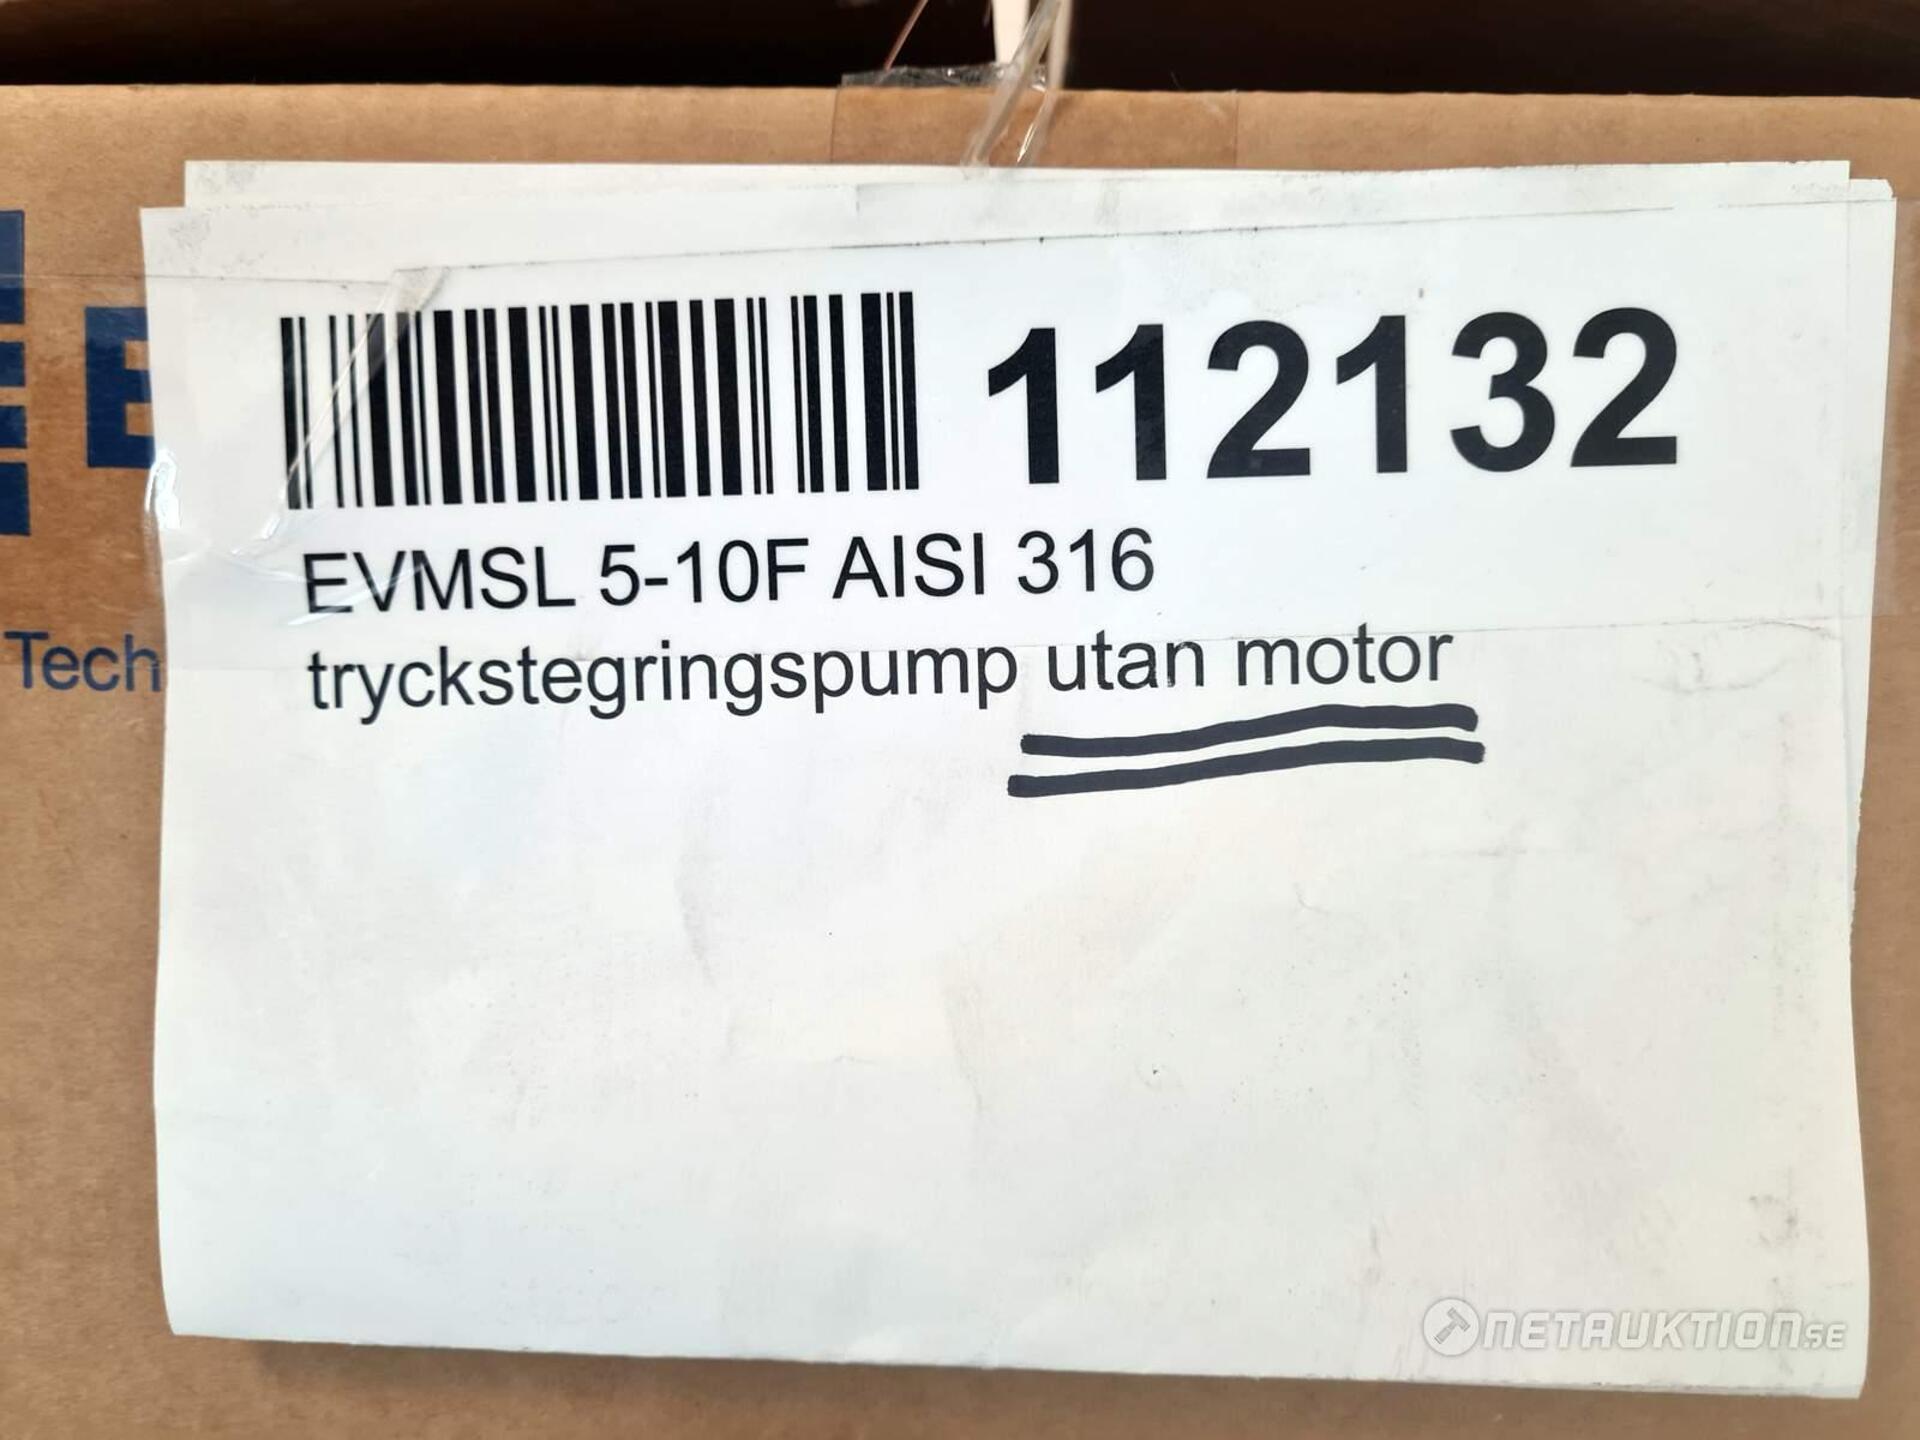 112132
EVMSL 5-10F AISI 316
tryckstegringspump utan motor
E
Tech
NETAUKTION.SE